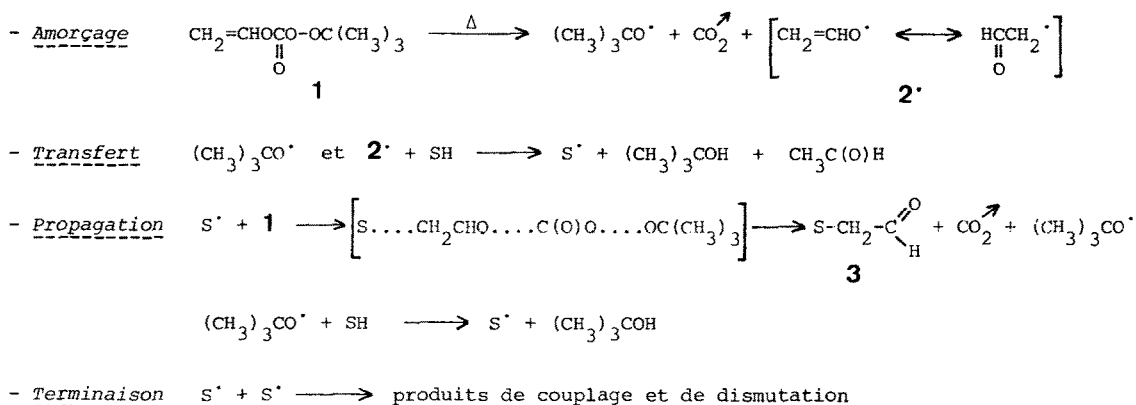 - Amorçage CH2=CHOCO-OC(CH3)3 Δ ⟶ (CH3)3CO· + CO2↗ + [CH2=CHO· ⟷ HCCH2·]
O O
1 2·
- Transfert (CH3)3CO· et 2· + SH ⟶ S· + (CH3)3COH + CH3C(O)H
- Propagation S· + 1 ⟶ [S....CH2CHO....C(O)O....OC(CH3)3] ⟶ S-CH2-C O H + CO2↗ + (CH3)3CO·
3
(CH3)3CO· + SH ⟶ S· + (CH3)3COH
- Terminaison S· + S· ⟶ produits de couplage et de dismutation